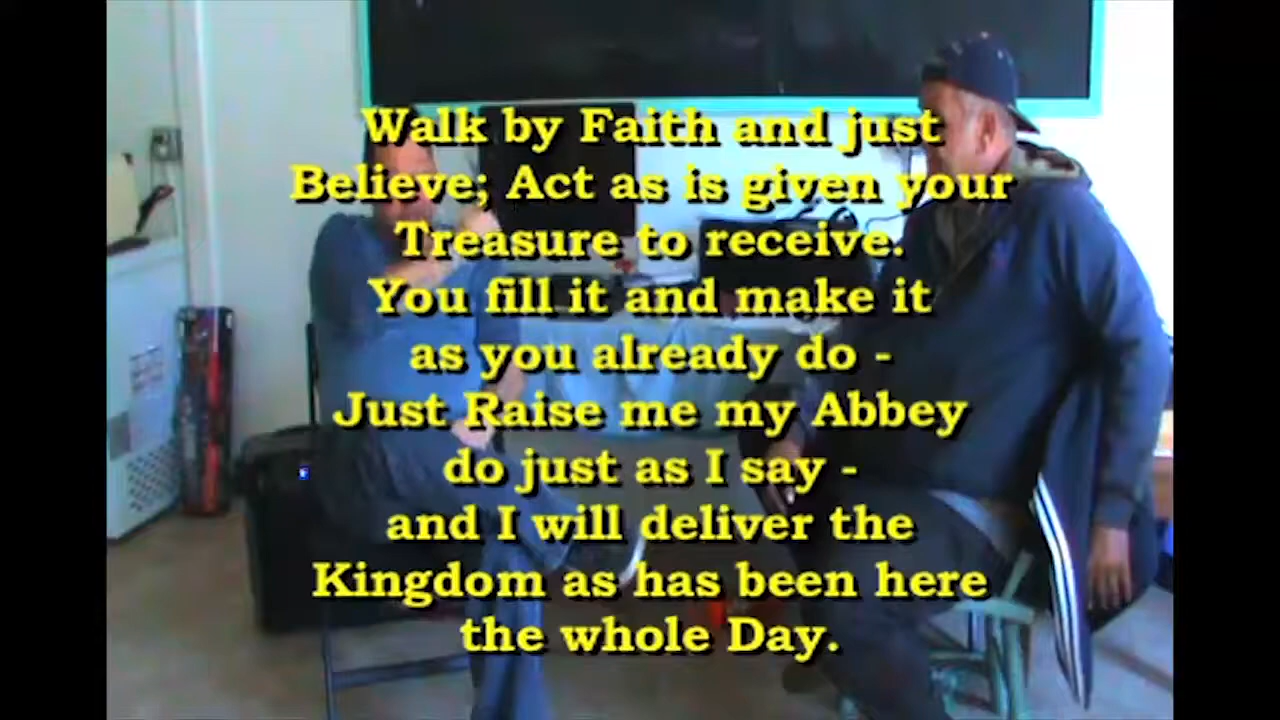 Walk by Faith and just
Believe; Act as is given your
Treasure to receive.
You fill it and make it
as you already do -
Just Raise me my Abbey
do just as I say -
and I will deliver the
Kingdom as has been here
the whole Day.